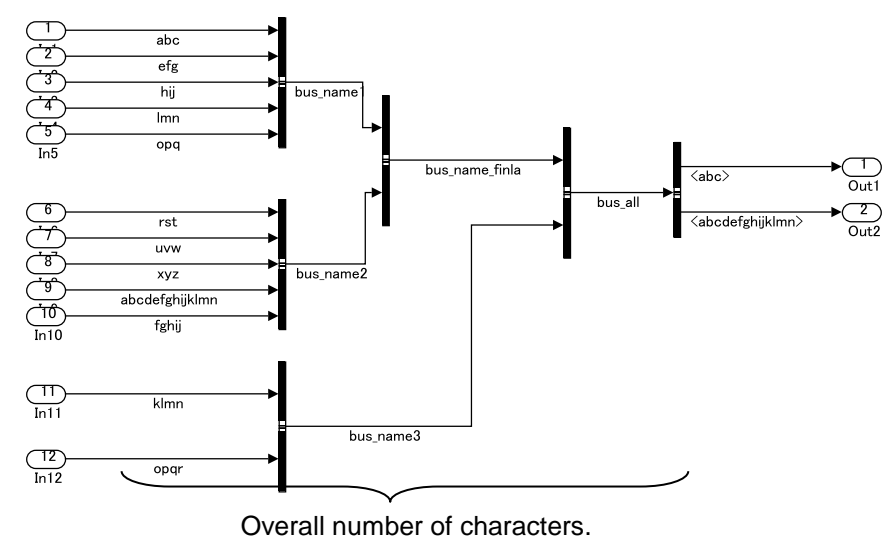 1
abc
2
efg
3
bus_name1
hij
4
lmn
5
opq
In5
bus_name_finla
1
<abc>
Out1
bus_all
2
<abcdefghijklmn>
Out2
6
rst
7
uvw
8
bus_name2
xyz
9
abcdefghijklmn
10
fghij
In10
11
klmn
In11
bus_name3
12
opqr
In12
Overall number of characters.